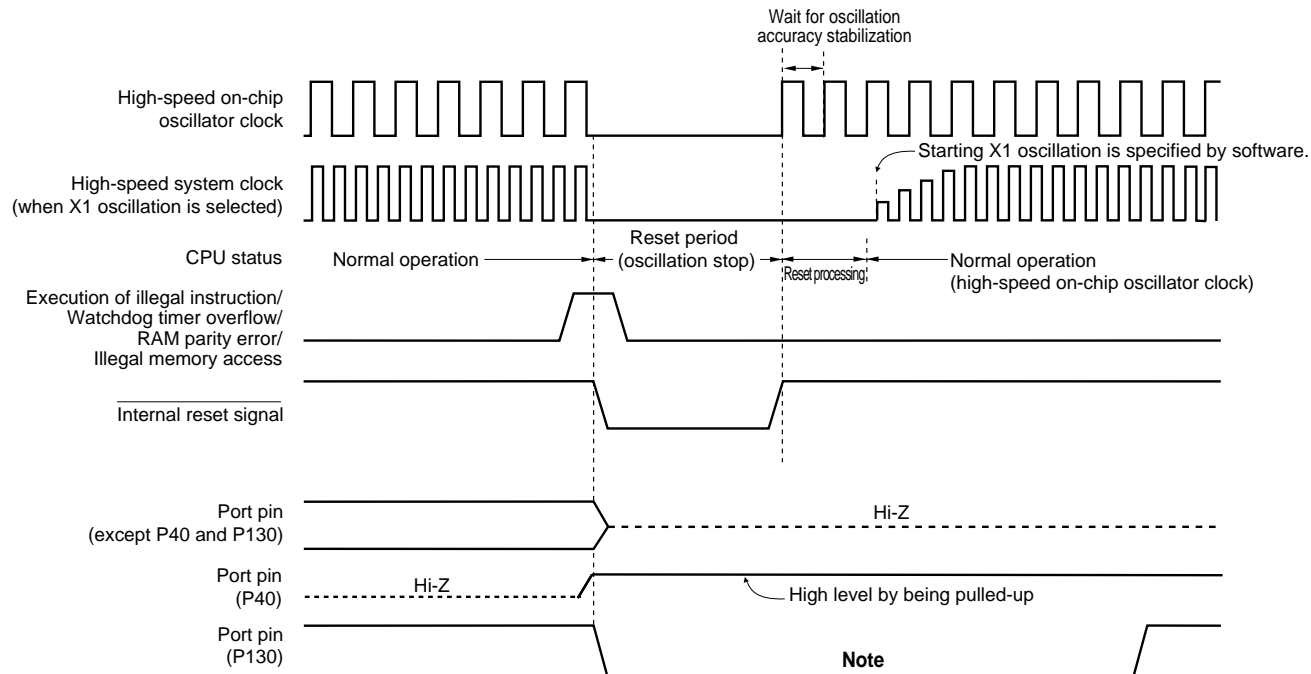 Wait for oscillation
accuracy stabilization
High-speed on-chip
oscillator clock
Starting X1 oscillation is specified by software.
High-speed system clock
(when X1 oscillation is selected)
CPU status
Normal operation
Reset period
(oscillation stop)
Reset processing
Normal operation
(high-speed on-chip oscillator clock)
Execution of illegal instruction/
Watchdog timer overflow/
RAM parity error/
Illegal memory access
Internal reset signal
Port pin
(except P40 and P130)
Hi-Z
Port pin
(P40)
Hi-Z
High level by being pulled-up
Port pin
(P130)
Note